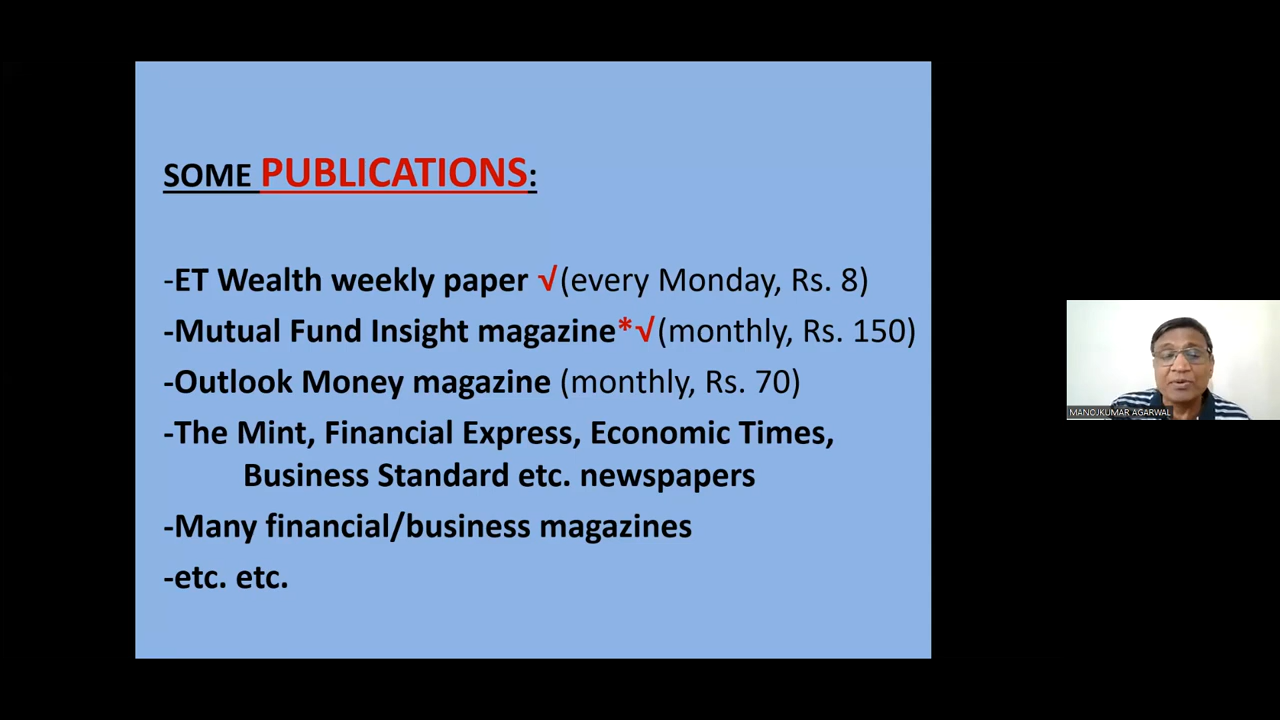 SOME PUBLICATIONS:
-ET Wealth weekly paper √(every Monday, Rs. 8)
-Mutual Fund Insight magazine*√(monthly, Rs. 150)
-Outlook Money magazine (monthly, Rs. 70)
-The Mint, Financial Express, Economic Times,
Business Standard etc. newspapers
-Many financial/business magazines
-etc. etc.
MANOJKUMAR AGARWAL